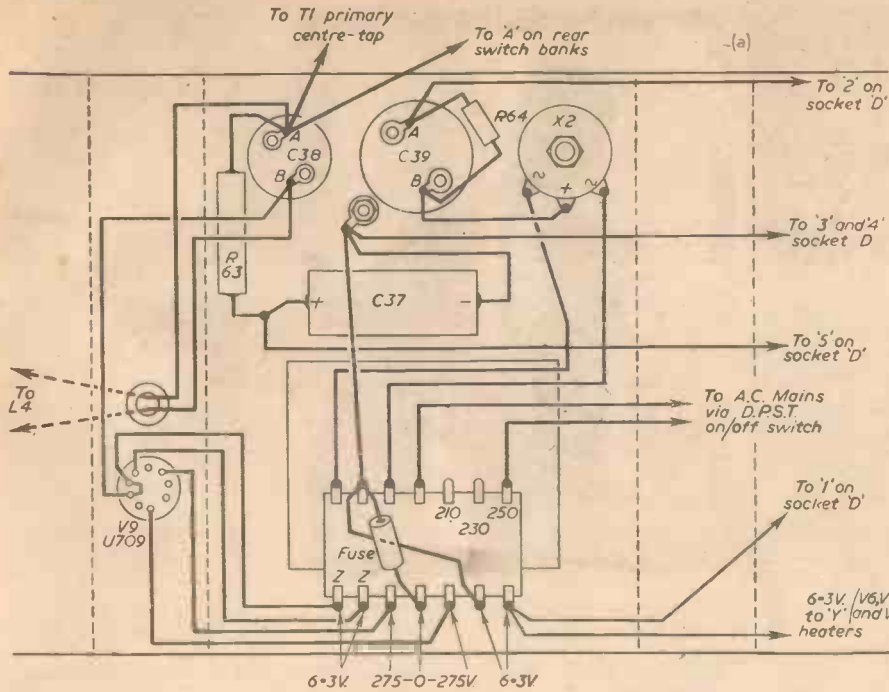 To T1 primary
centre-tap
To 'A' on rear
switch banks
(a)
To '2' on
socket 'D'
A
C38
B
A
C39
B
R64
X2
~
+
~
To '3' and '4'
socket D
R
63
+
C37
-
To '5' on
socket 'D'
To
L4
To A.C. Mains
via D.P.S.T.
on/off switch
210
230
250
To '1' on
socket 'D'
V9
U709
Fuse
Z
Z
6·3V. (V6,V
to 'Y' and V
heaters
6·3V.
275-0-275V.
6·3V.